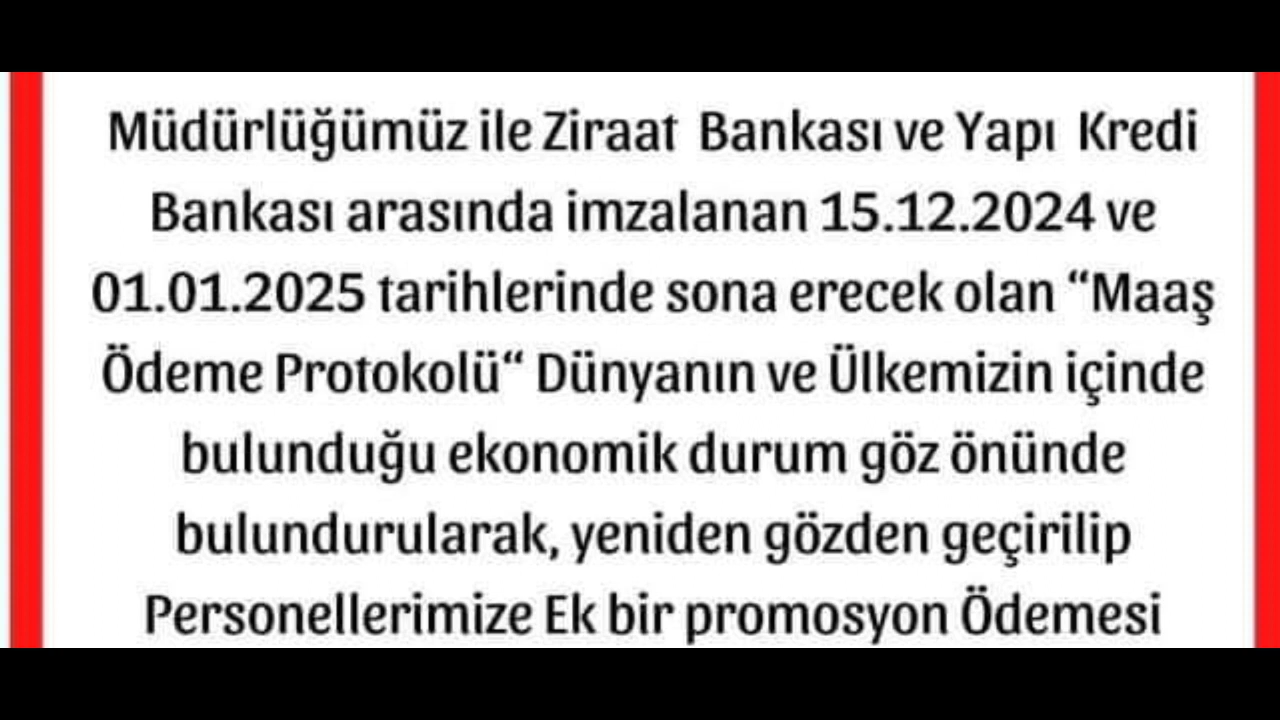 Müdürlüğümüz ile Ziraat Bankası ve Yapı Kredi
Bankası arasında imzalanan 15.12.2024 ve
01.01.2025 tarihlerinde sona erecek olan “Maaş
Ödeme Protokolü“ Dünyanın ve Ülkemizin içinde
bulunduğu ekonomik durum göz önünde
bulundurularak, yeniden gözden geçirilip
Personellerimize Ek bir promosyon Ödemesi